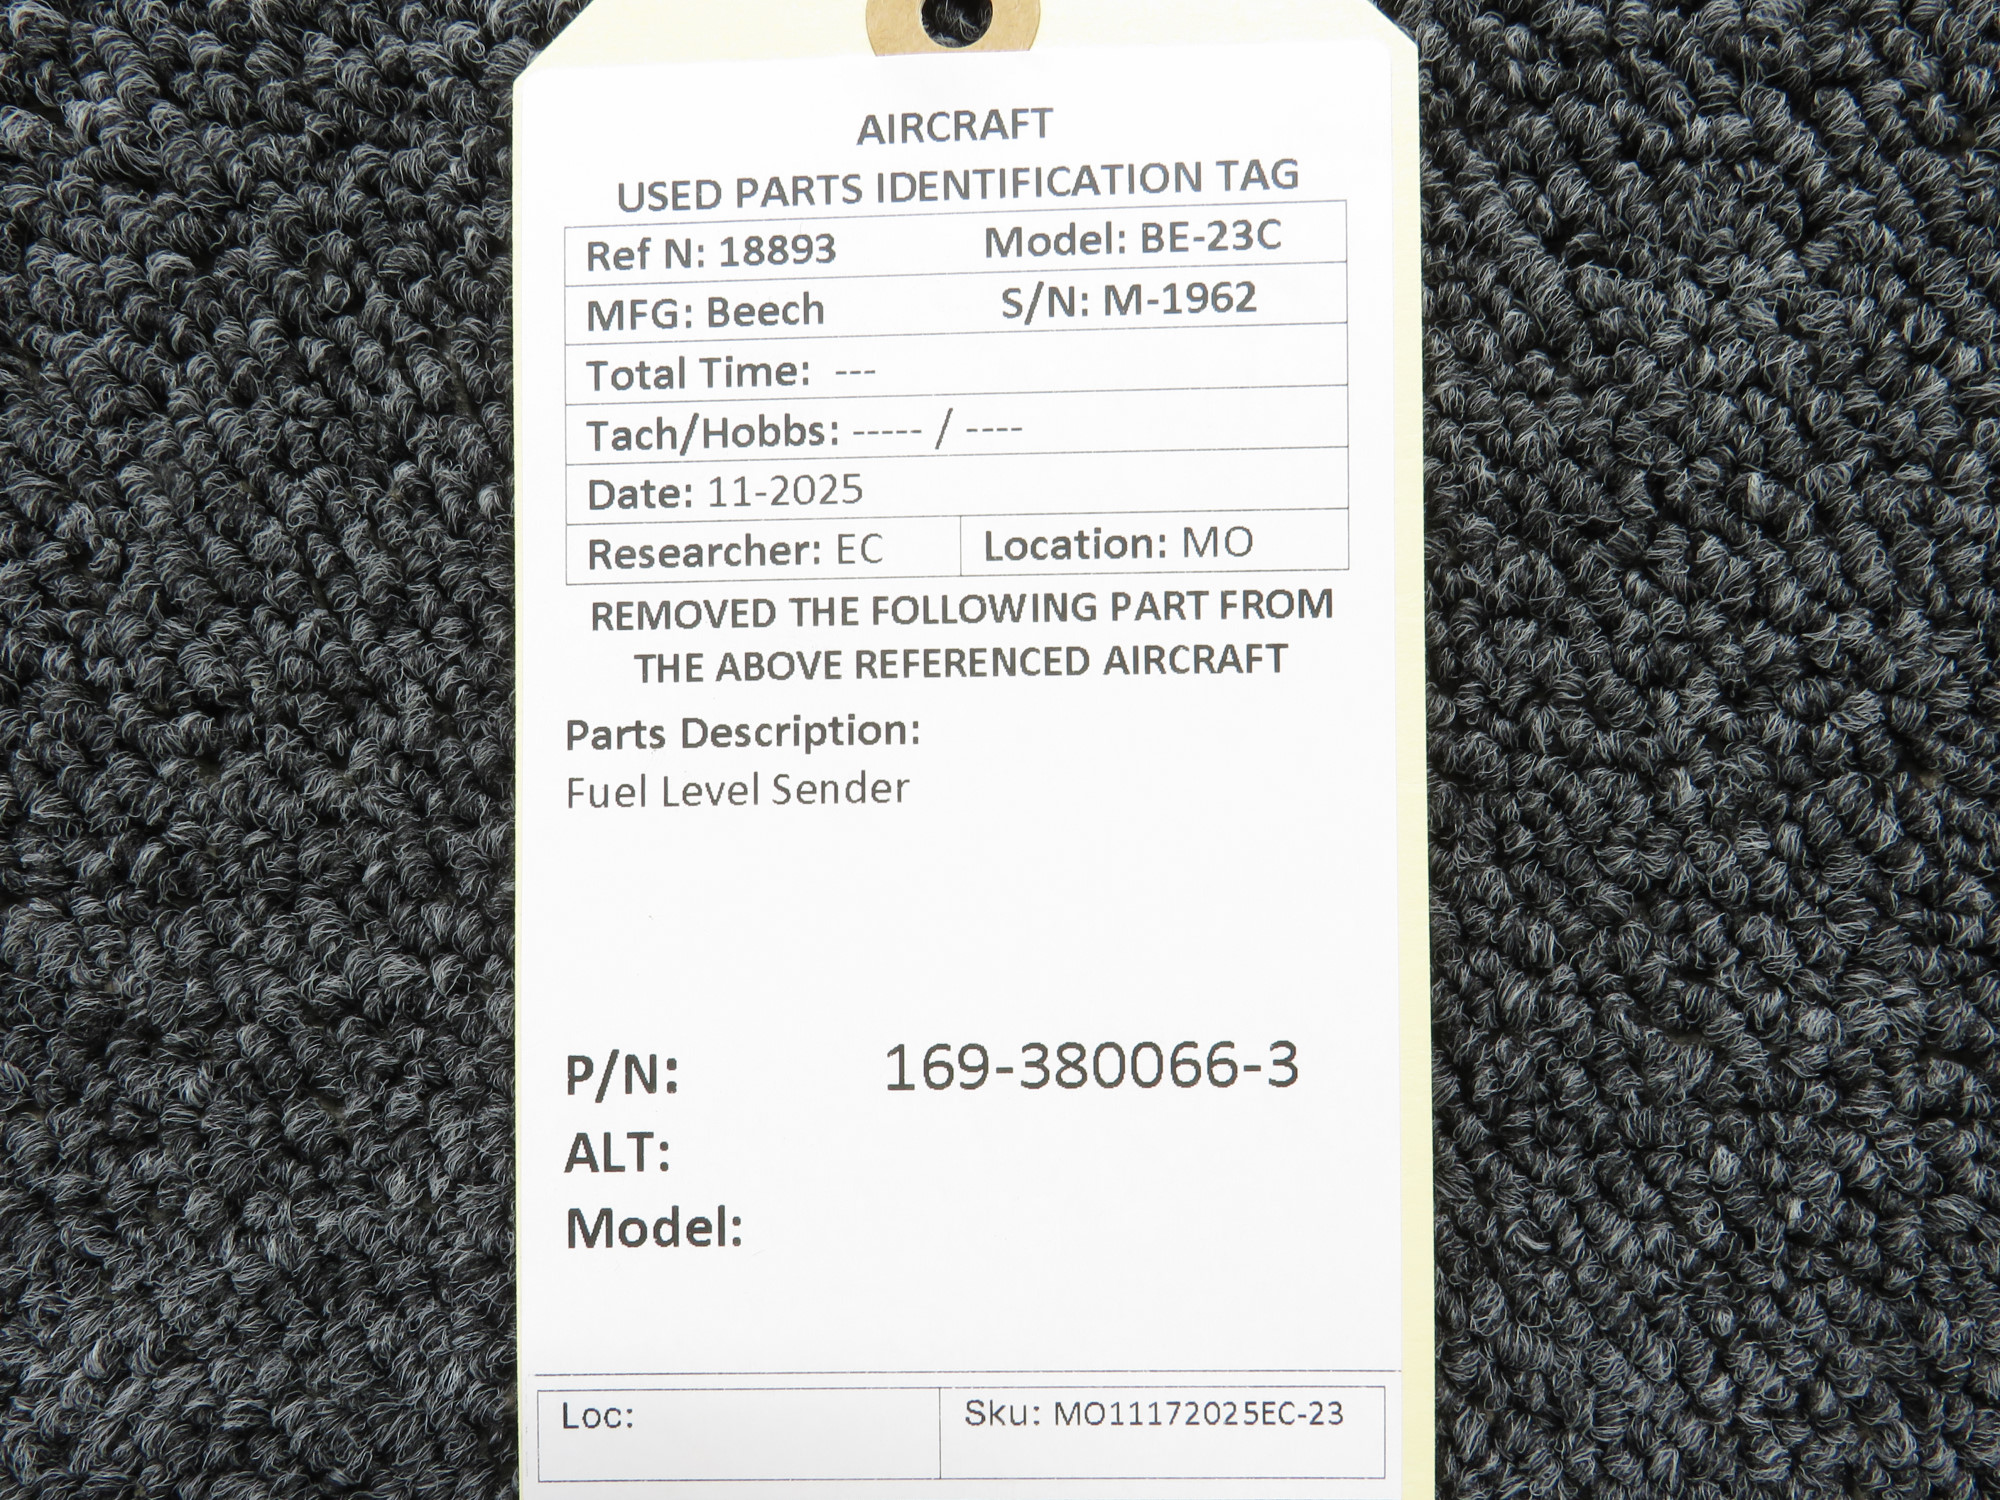 AIRCRAFT
USED PARTS IDENTIFICATION TAG
Ref N: 18893 Model: BE-23C
MFG: Beech S/N: M-1962
Total Time: ---
Tach/Hobbs: ----- / ----
Date: 11-2025
Researcher: EC Location: MO
REMOVED THE FOLLOWING PART FROM
THE ABOVE REFERENCED AIRCRAFT
Parts Description:
Fuel Level Sender
P/N: 169-380066-3
ALT:
Model:
Loc: Sku: MO11172025EC-23